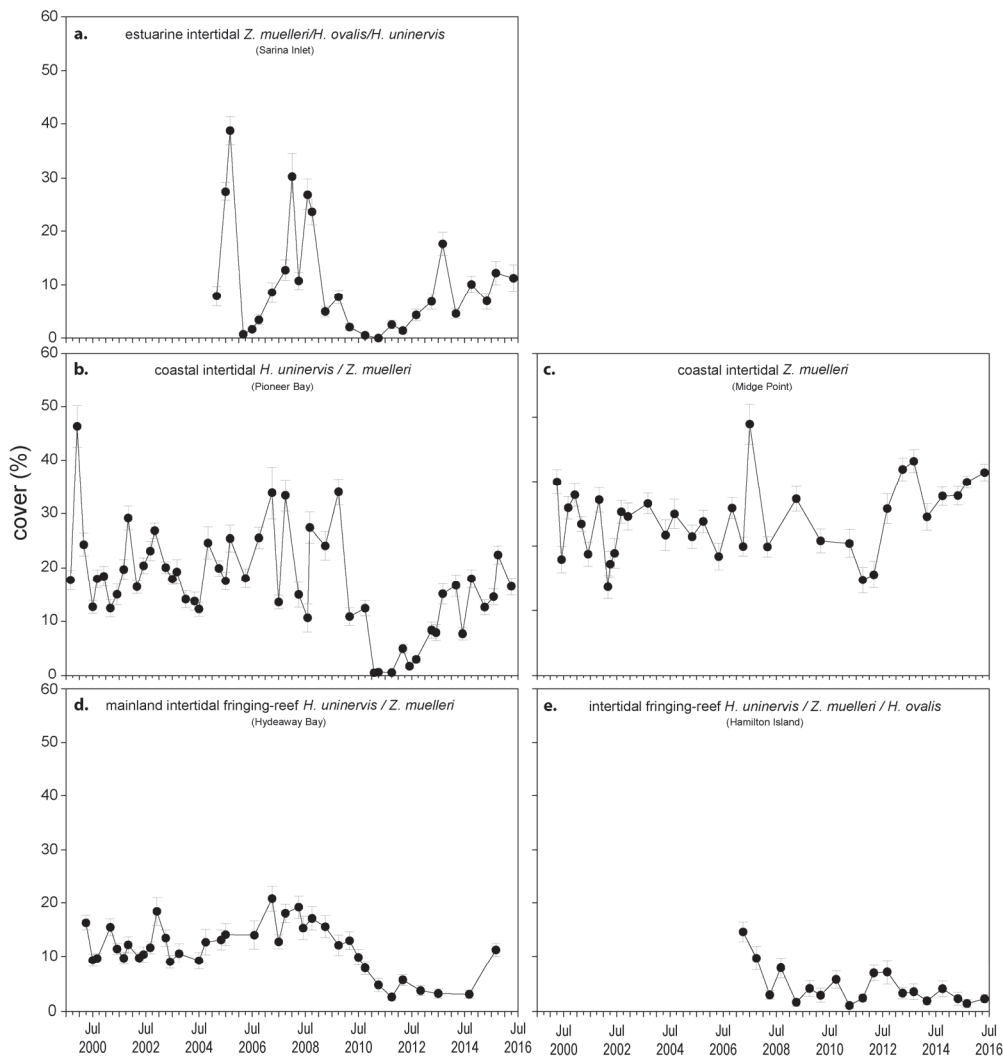 60
a. estuarine intertidal Z. muelleri/H. ovalis/H. uninervis
(Sarina Inlet)
50
40
30
20
10
0
60
b. coastal intertidal H. uninervis / Z. muelleri
(Pioneer Bay)
50
40
30
20
10
0
cover (%)
c. coastal intertidal Z. muelleri
(Midge Point)
60
d. mainland intertidal fringing-reef H. uninervis / Z. muelleri
(Hydeaway Bay)
50
40
30
20
10
0
e. intertidal fringing-reef H. uninervis / Z. muelleri / H. ovalis
(Hamilton Island)
Jul Jul Jul Jul Jul Jul Jul Jul Jul
2000 2002 2004 2006 2008 2010 2012 2014 2016
Jul Jul Jul Jul Jul Jul Jul Jul Jul
2000 2002 2004 2006 2008 2010 2012 2014 2016